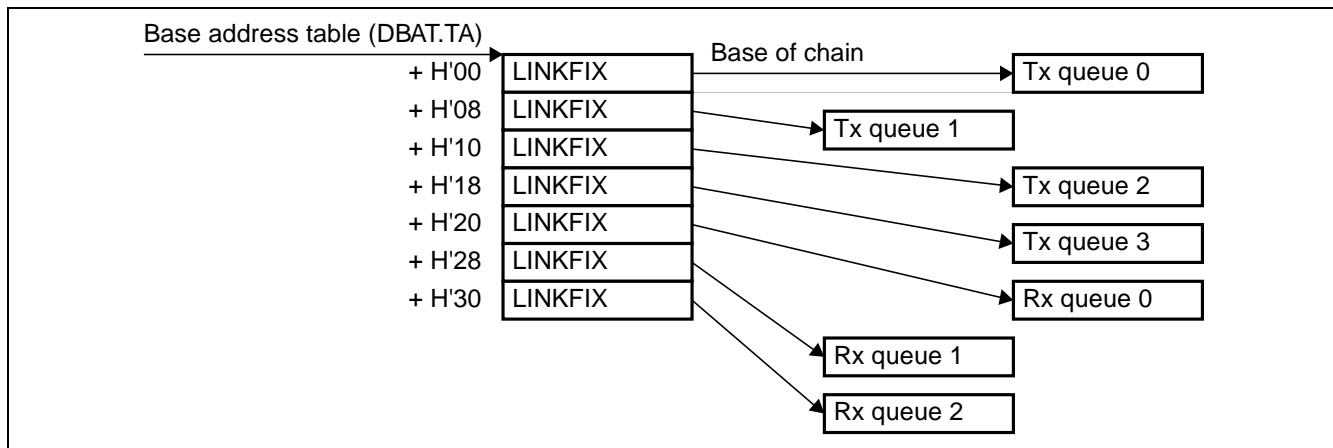 Base address table (DBAT.TA)
Base of chain
+ H'00 LINKFIX Tx queue 0
+ H'08 LINKFIX Tx queue 1
+ H'10 LINKFIX Tx queue 2
+ H'18 LINKFIX Tx queue 3
+ H'20 LINKFIX Rx queue 0
+ H'28 LINKFIX Rx queue 1
+ H'30 LINKFIX Rx queue 2